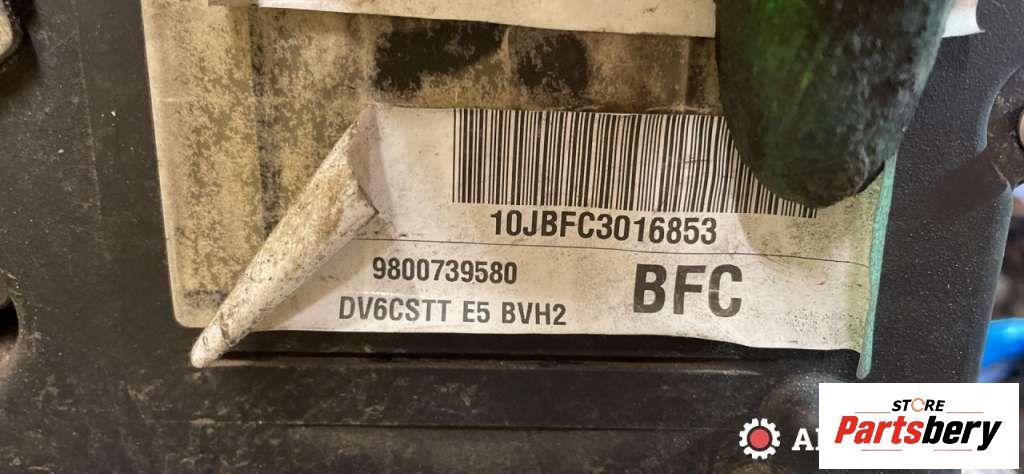 10JBFC3016853
9800739580
BFC
DV6CSTT E5 BVH2
STORE
Partsbery